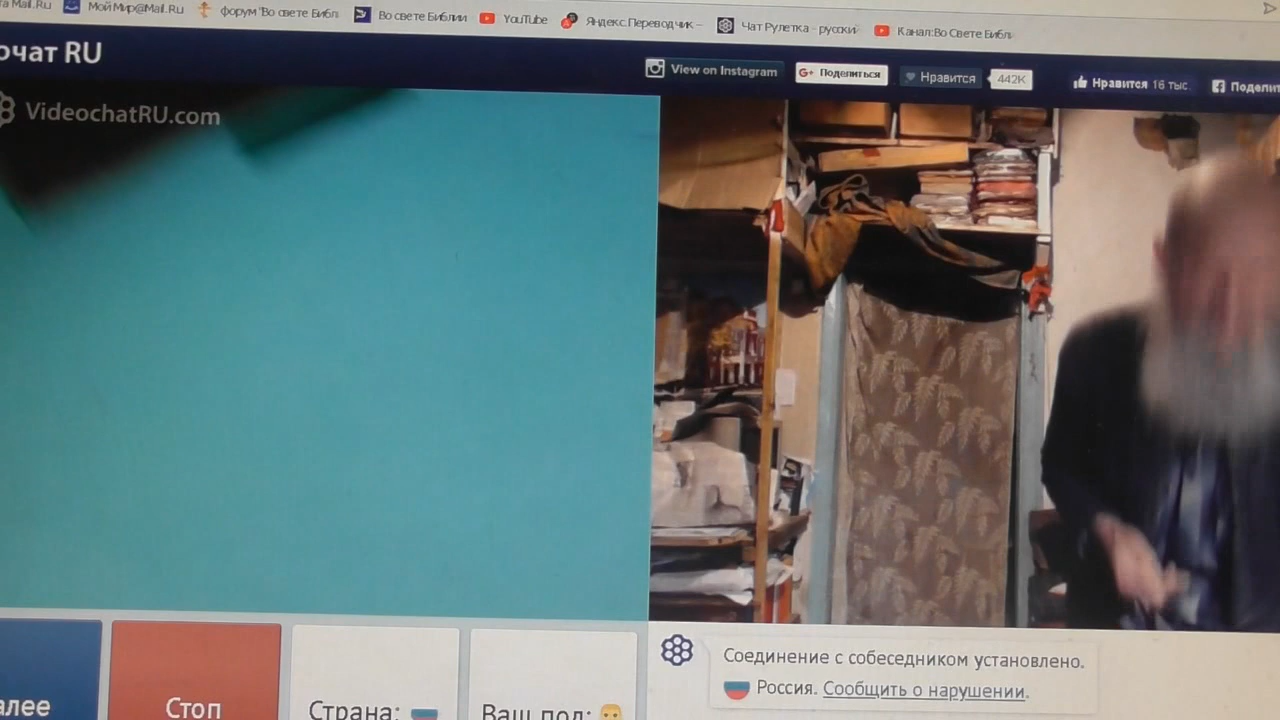 Mail.Ru МойМир@Mail.Ru форум "Во свете Библ Во свете Библии YouTube Яндекс.Переводчик – Чат Рулетка - русски Канал:Во Свете Библ
очат RU
View on Instagram G+ Поделиться Нравится 442K Нравится 16 тыс. Подели
VideochatRU.com
Соединение с собеседником установлено.
Россия. Сообщить о нарушении.
алее Стоп Страна: Ваш пол: